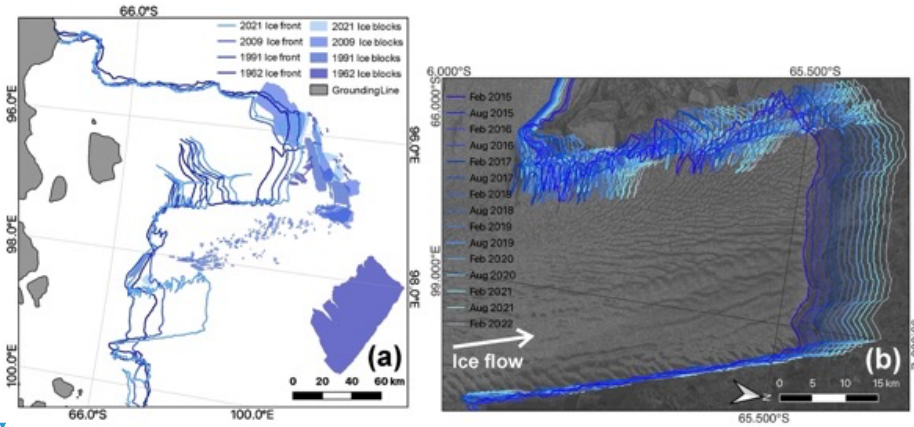 66.0°S
2021 Ice front
2009 Ice front
1991 Ice front
1962 Ice front
2021 Ice blocks
2009 Ice blocks
1991 Ice blocks
1962 Ice blocks
Grounding Line
96.0°E
98.0°E
100.0°E
96.0°E
98.0°E
(a)
0 20 40 60 km
66.0°S
100.0°E
6.000°S
65.500°S
66.000°S
99.000°E
Feb 2015
Aug 2015
Feb 2016
Aug 2016
Feb 2017
Aug 2017
Feb 2018
Aug 2018
Feb 2019
Aug 2019
Feb 2020
Aug 2020
Feb 2021
Aug 2021
Feb 2022
Ice flow
(b)
N
0 5 10 15 km
65.500°S